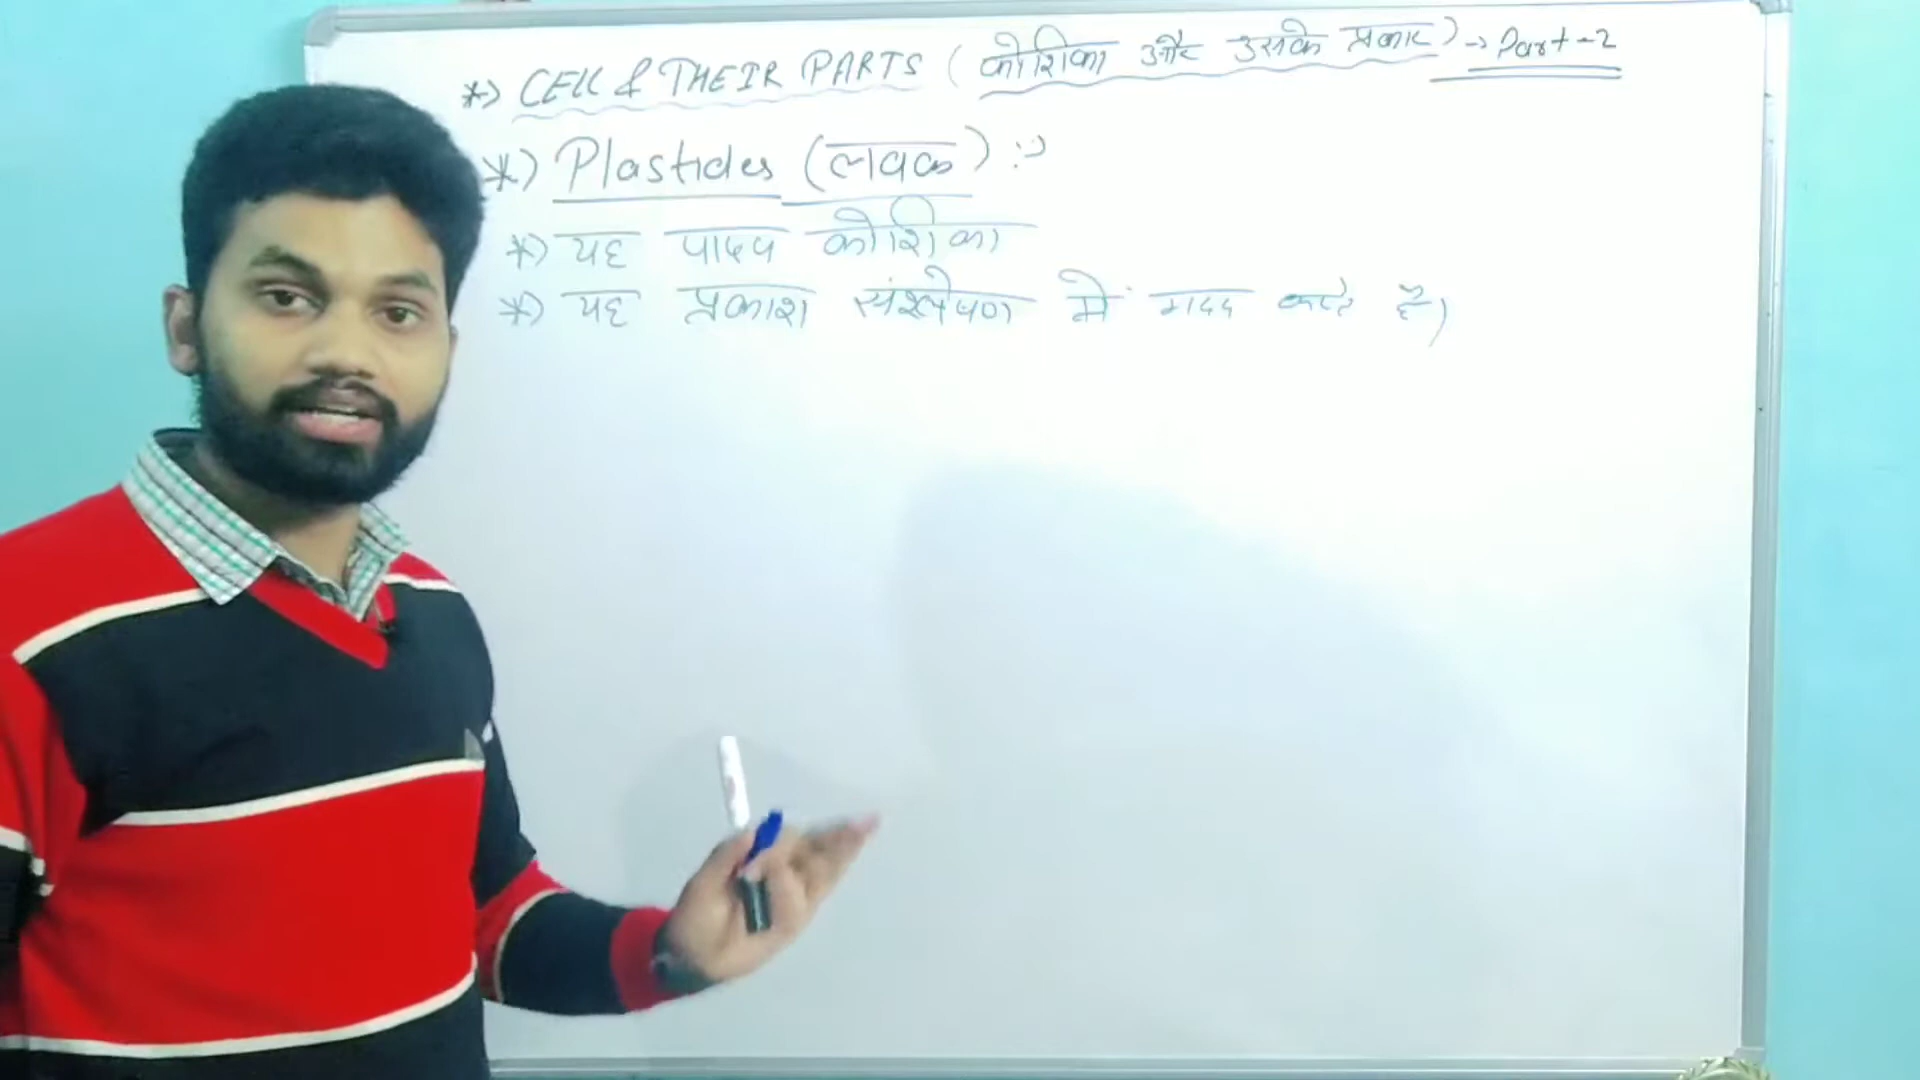 *) CELL & THEIR PARTS (कोशिका और उसके प्रकार) → Part-2
*) Plastides (लवक) :-
*) यह पादप कोशिका
*) यह प्रकाश संश्लेषण में मदद करते है।